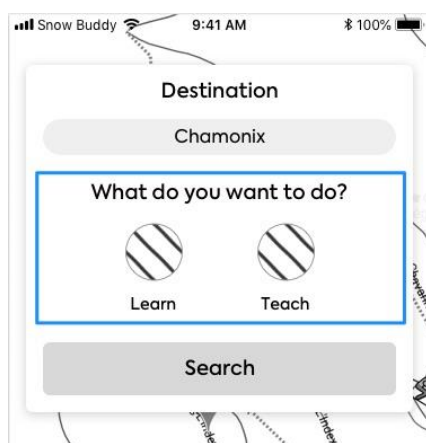 Snow Buddy 9:41 AM 100%
Destination
Chamonix
What do you want to do?
Learn Teach
Search